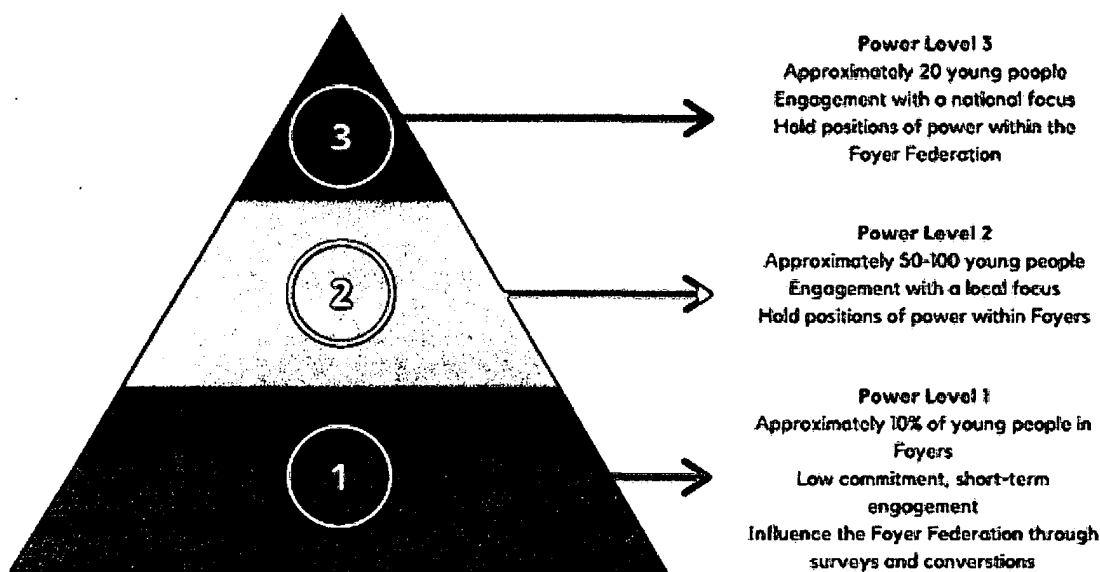 3
Power Level 3
Approximately 20 young people
Engagement with a national focus
Hold positions of power within the
Foyer Federation
2
Power Level 2
Approximately 50-100 young people
Engagement with a local focus
Hold positions of power within Foyers
1
Power Level 1
Approximately 10% of young people in
Foyers
Low commitment, short-term
engagement
Influence the Foyer Federation through
surveys and converstions